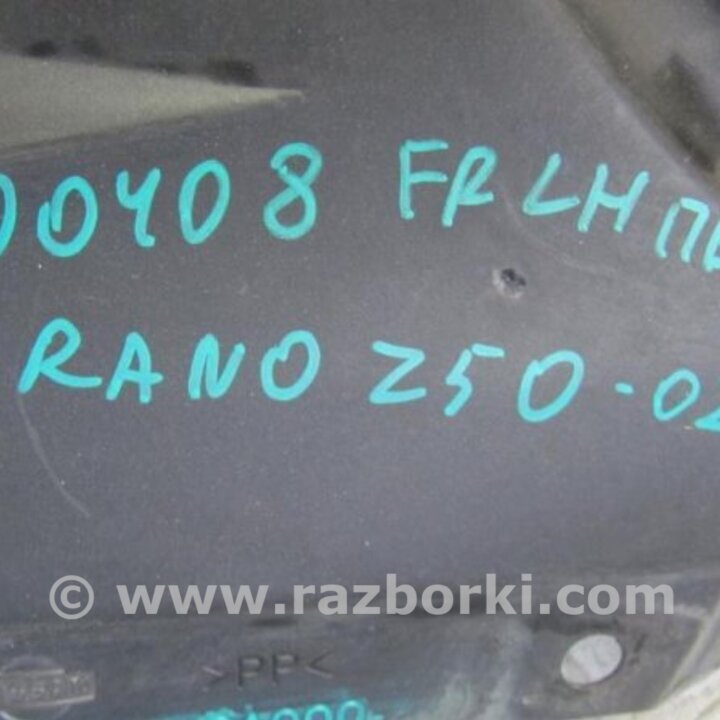 00408 FR LH
RANO Z50-02
© www.razborki.com
>PP<